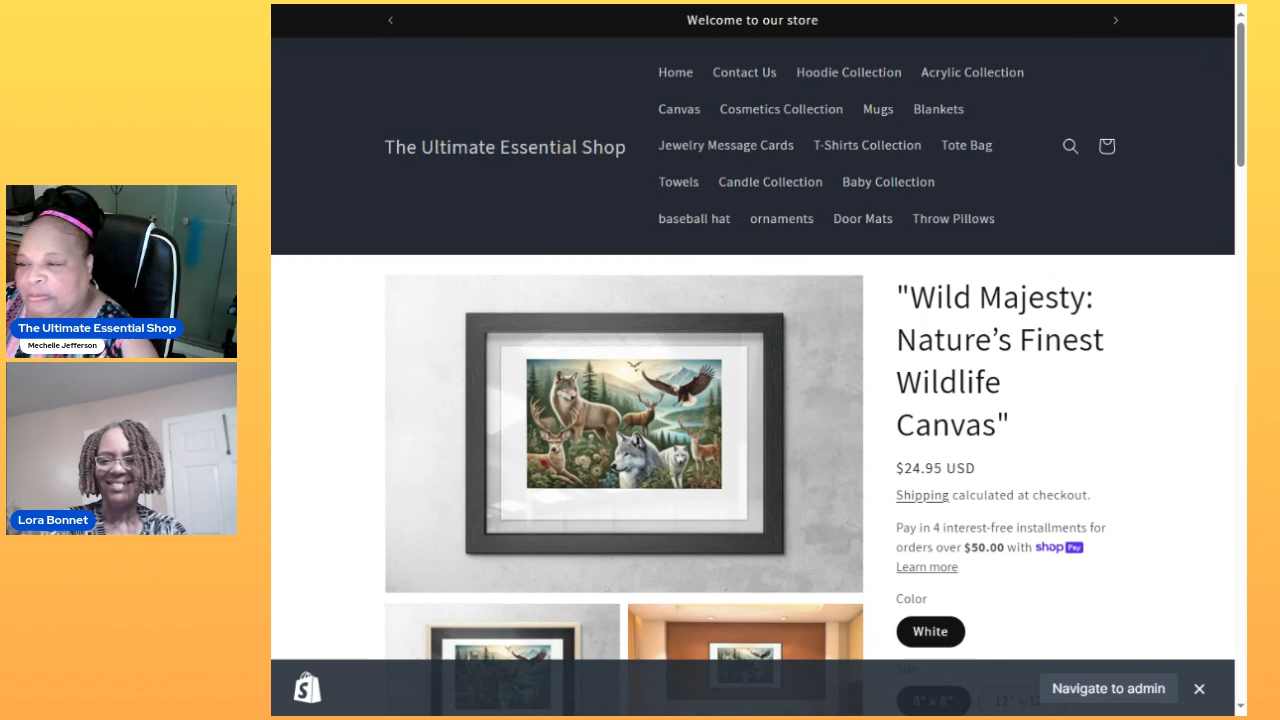 Welcome to our store
The Ultimate Essential Shop
Home Contact Us Hoodie Collection Acrylic Collection
Canvas Cosmetics Collection Mugs Blankets
Jewelry Message Cards T-Shirts Collection Tote Bag
Towels Candle Collection Baby Collection
baseball hat ornaments Door Mats Throw Pillows
The Ultimate Essential Shop
Mechelle Jefferson
Lora Bonnet
"Wild Majesty:
Nature’s Finest
Wildlife
Canvas"
$24.95 USD
Shipping calculated at checkout.
Pay in 4 interest-free installments for
orders over $50.00 with shop Pay
Learn more
Color
White
Size
8" x 8"
Navigate to admin